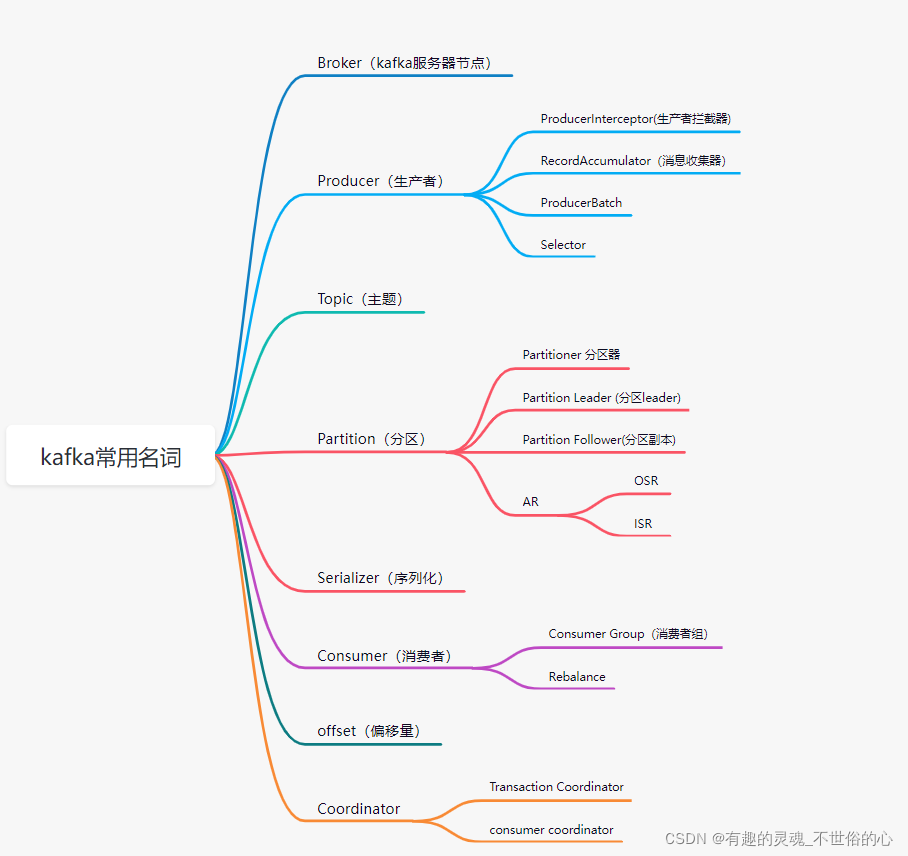 Broker（kafka服务器节点）
ProducerInterceptor(生产者拦截器)
RecordAccumulator（消息收集器）
Producer（生产者）
ProducerBatch
Selector
Topic（主题）
Partitioner 分区器
Partition Leader (分区leader)
Partition（分区）
Partition Follower(分区副本)
kafka常用名词
OSR
AR
ISR
Serializer（序列化）
Consumer Group（消费者组）
Consumer（消费者）
Rebalance
offset（偏移量）
Transaction Coordinator
Coordinator
consumer coordinator
CSDN @有趣的灵魂_不世俗的心